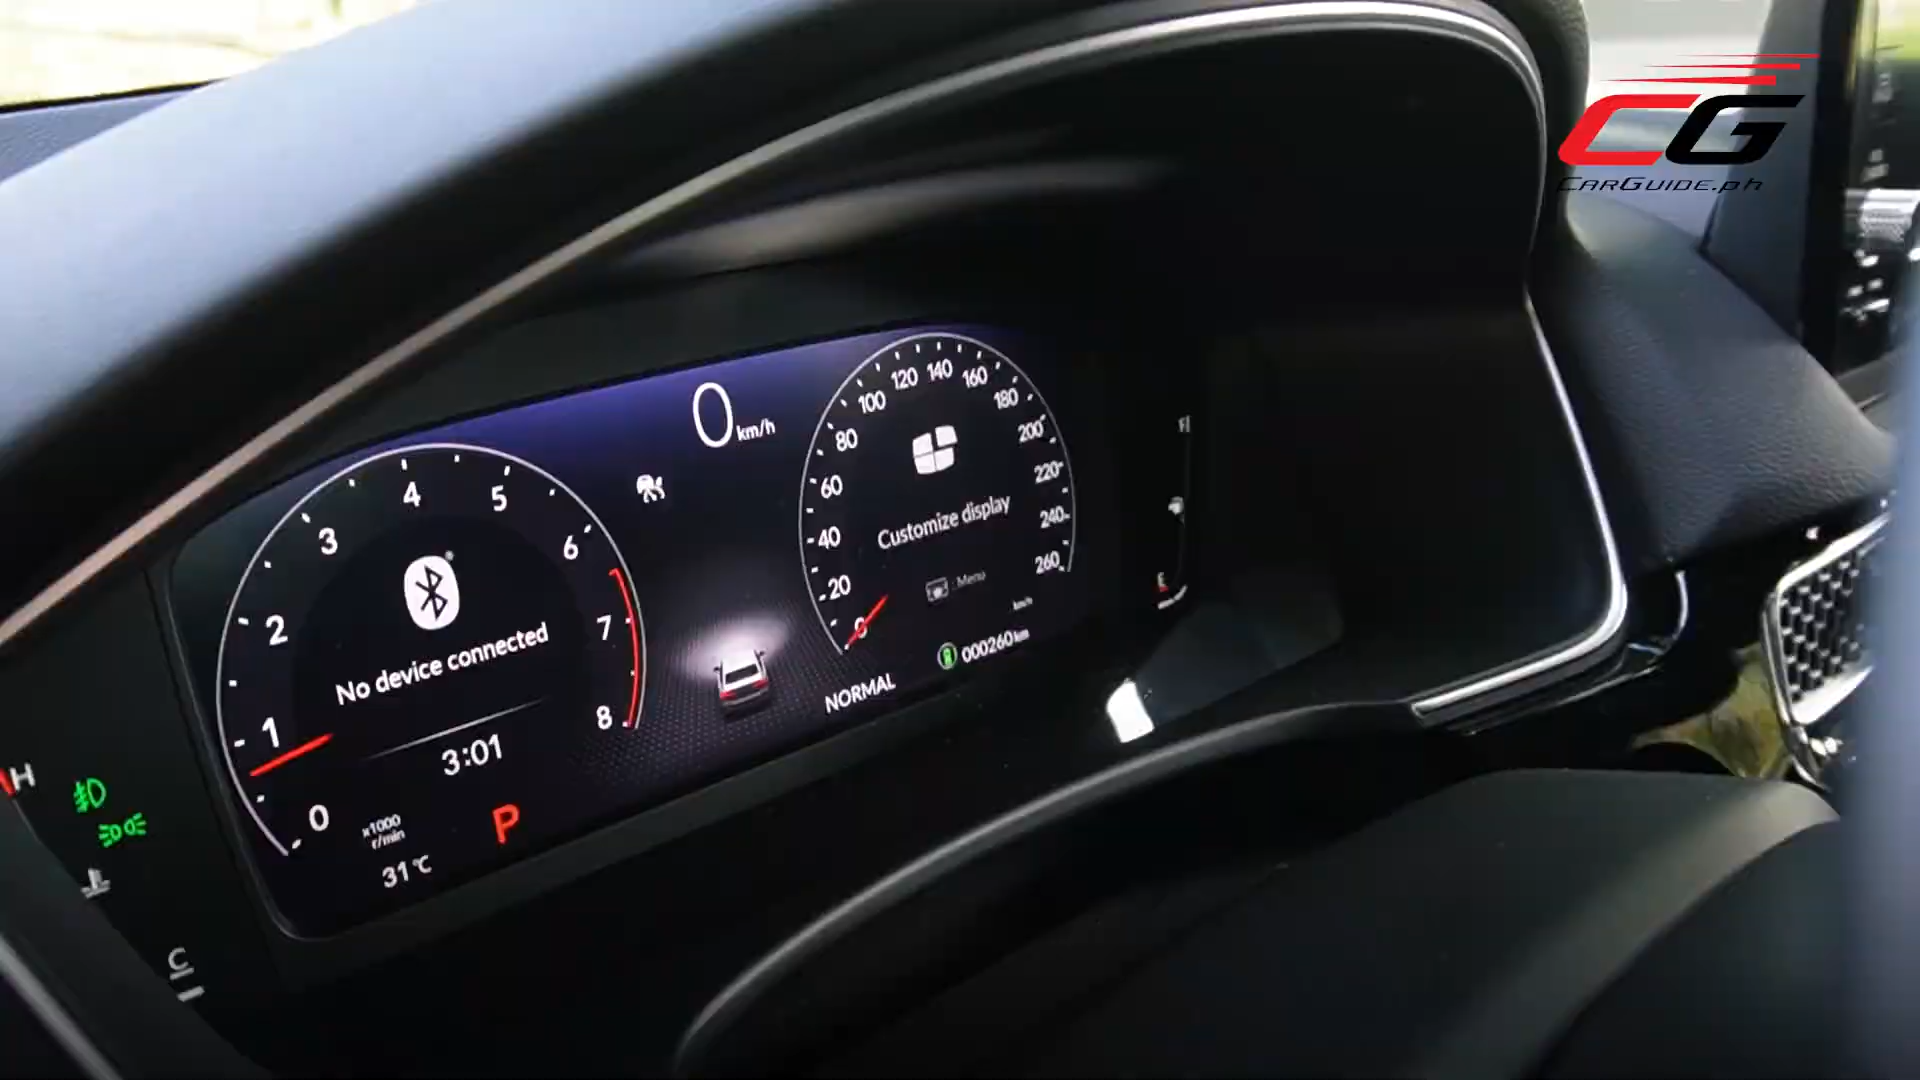 CG
CARGUIDE.ph
0 km/h
0
1
2
3
4
5
6
7
8
No device connected
3:01
x1000
r/min
31°C
P
0
20
40
60
80
100
120
140
160
180
200
220
240
260
Customize display
Menu
km/h
NORMAL
000260 km
H
C
F
E